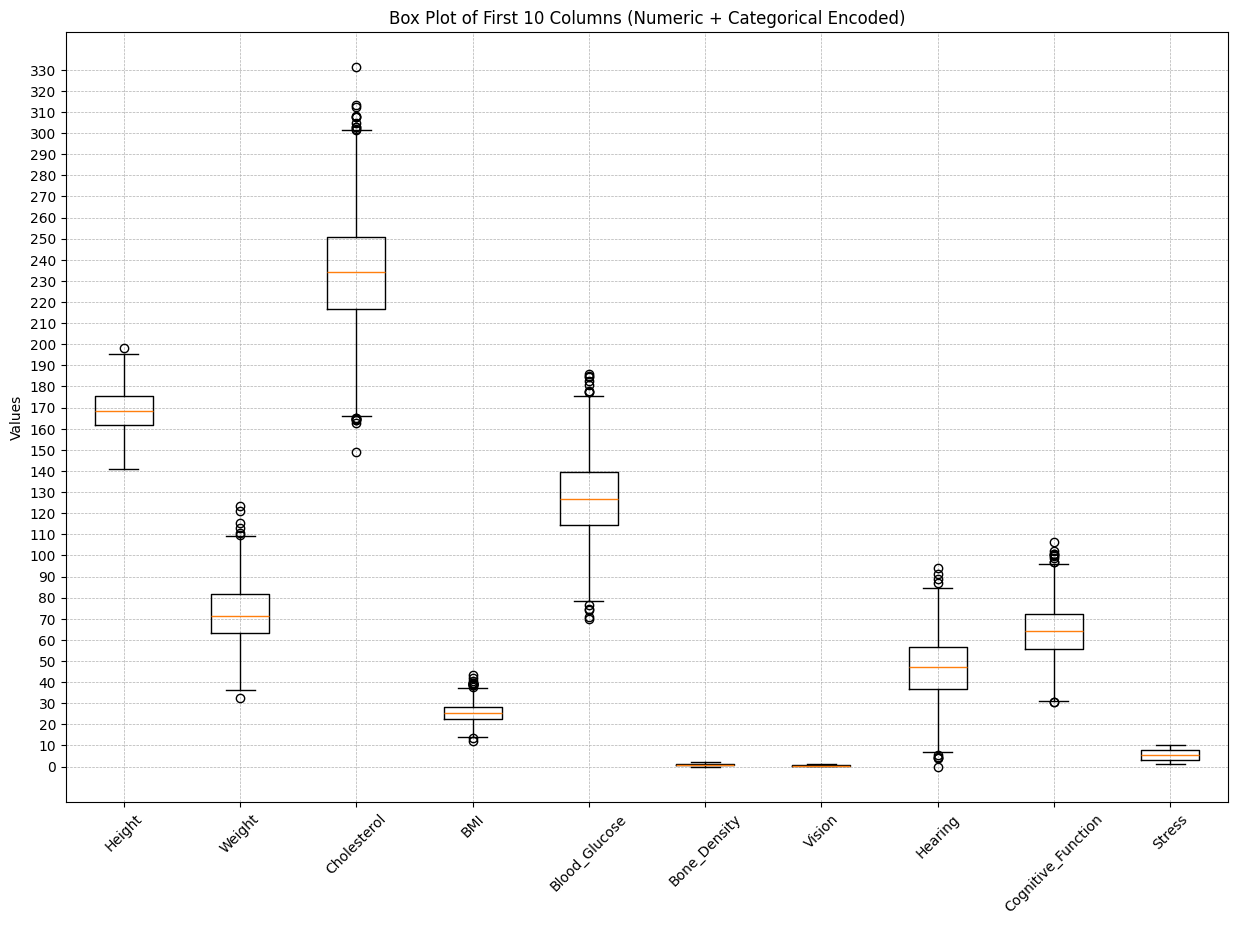 Box Plot of First 10 Columns (Numeric + Categorical Encoded)
Values
330
320
310
300
290
280
270
260
250
240
230
220
210
200
190
180
170
160
150
140
130
120
110
100
90
80
70
60
50
40
30
20
10
0
Height
Weight
Cholesterol
BMI
Blood_Glucose
Bone_Density
Vision
Hearing
Cognitive_Function
Stress